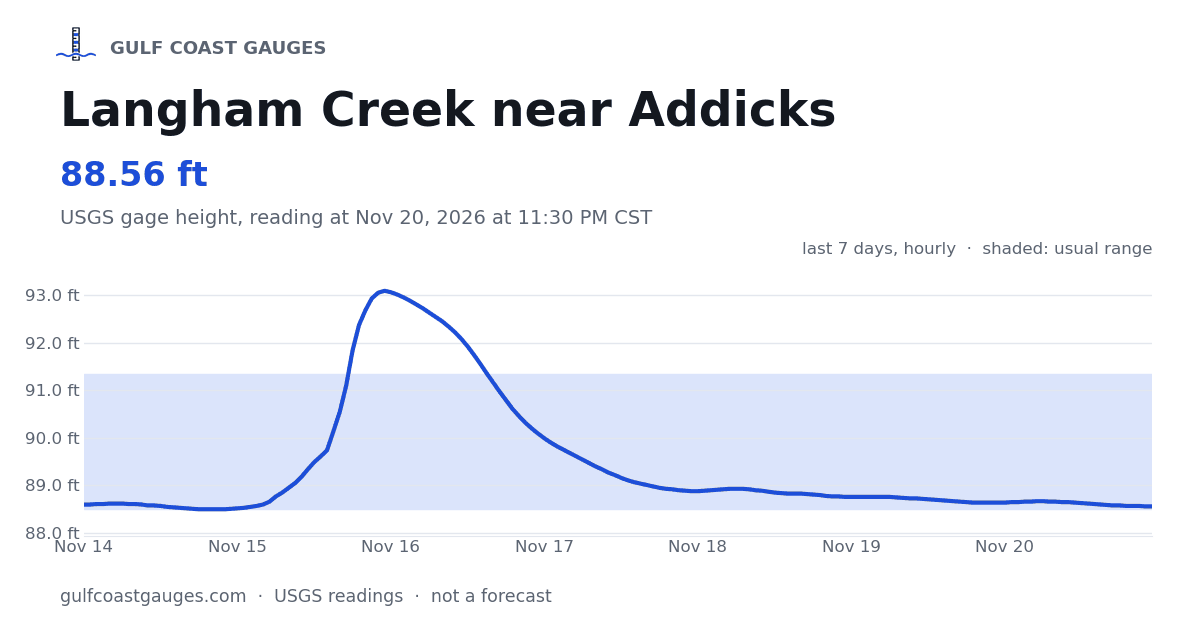 GULF COAST GAUGES
Langham Creek near Addicks
88.56 ft
USGS gage height, reading at Nov 20, 2026 at 11:30 PM CST
last 7 days, hourly · shaded: usual range
93.0 ft
92.0 ft
91.0 ft
90.0 ft
89.0 ft
88.0 ft
Nov 14 Nov 15 Nov 16 Nov 17 Nov 18 Nov 19 Nov 20
gulfcoastgauges.com · USGS readings · not a forecast